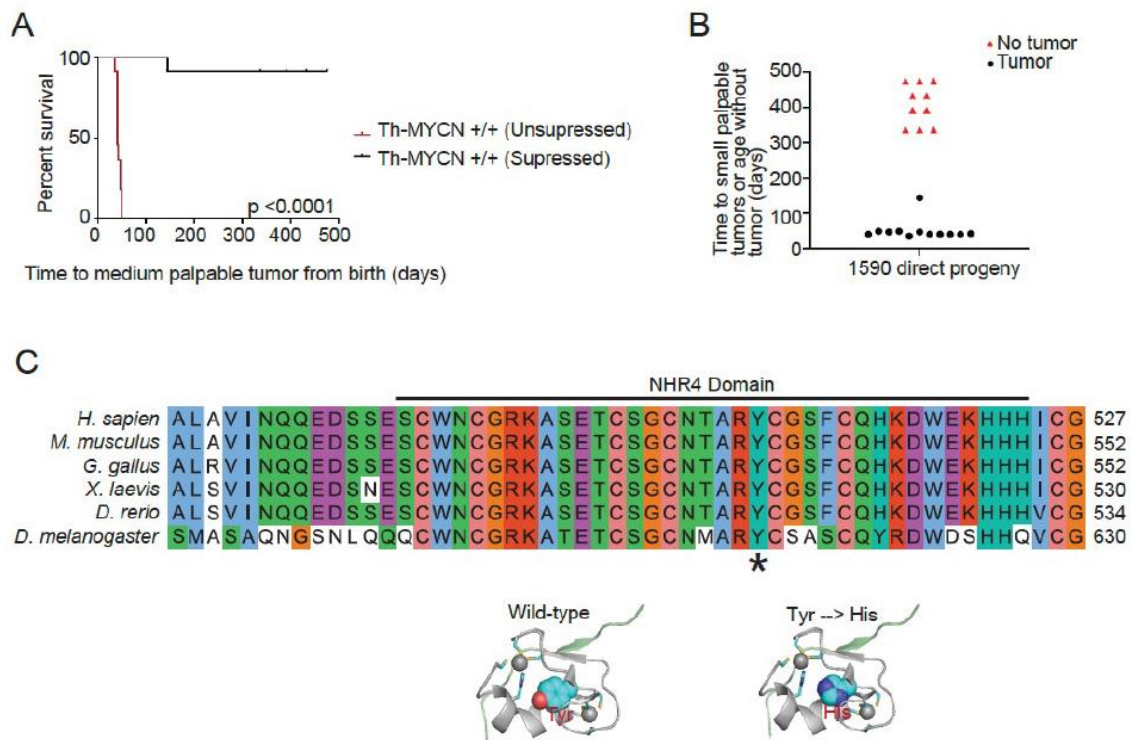 A
100
50
0
Percent survival
0 100 200 300 400 500
p <0.0001
Time to medium palpable tumor from birth (days)
Th-MYCN +/+ (Unsupressed)
Th-MYCN +/+ (Supressed)
B
No tumor
Tumor
Time to small palpable
tumors or age without
tumor (days)
500
400
300
200
100
0
1590 direct progeny
C
NHR4 Domain
H. sapien ALAVINQQEDSSESCWNCGRKASETCSGCNTARYCGSFCQHKDWEKHHHICG 527
M. musculus ALAVINQQEDSSESCWNCGRKASETCSGCNTARYCGSFCQHKDWEKHHHICG 552
G. gallus ALRVINQQEDSSESCWNCGRKASETCSGCNTARYCGSFCQHKDWEKHHHICG 552
X. laevis ALSVINQQEDSNESCWNCGRKASETCSGCNTARYCGSFCQHKDWEKHHHICG 530
D. rerio ALSVINQQEDSSESCWNCGRKASETCSGCNTARYCGSFCQHKDWEKHHHVCG 534
D. melanogaster SMASAQNGSNLQQQCWNCGRKATETCSGCNMARYCSASCQYRDWDSHHQVCG 630
*
Wild-type
Tyr --> His
Tyr
His